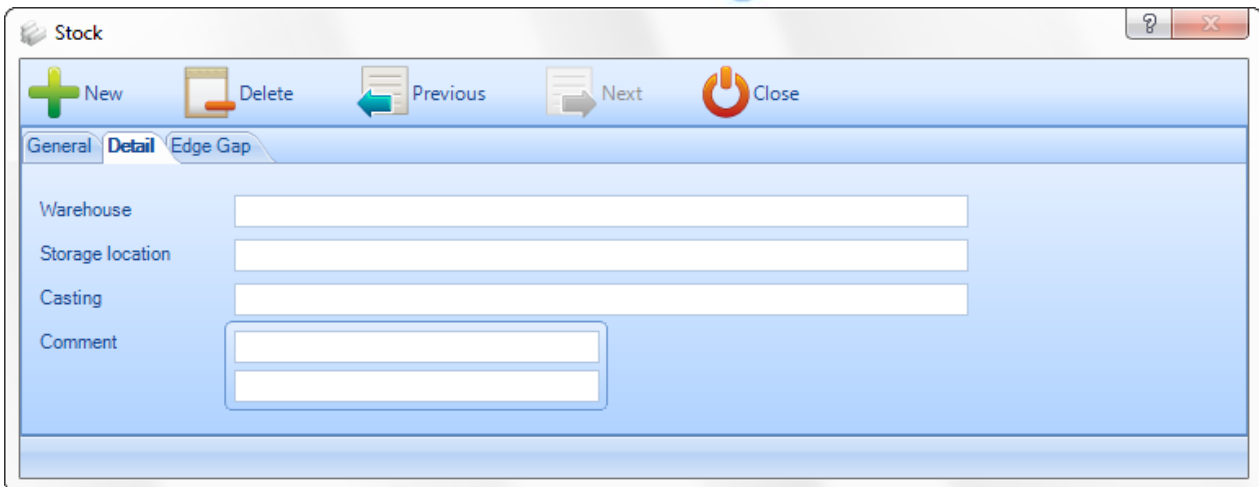 Stock
New Delete Previous Next Close
General Detail Edge Gap
Warehouse
Storage location
Casting
Comment